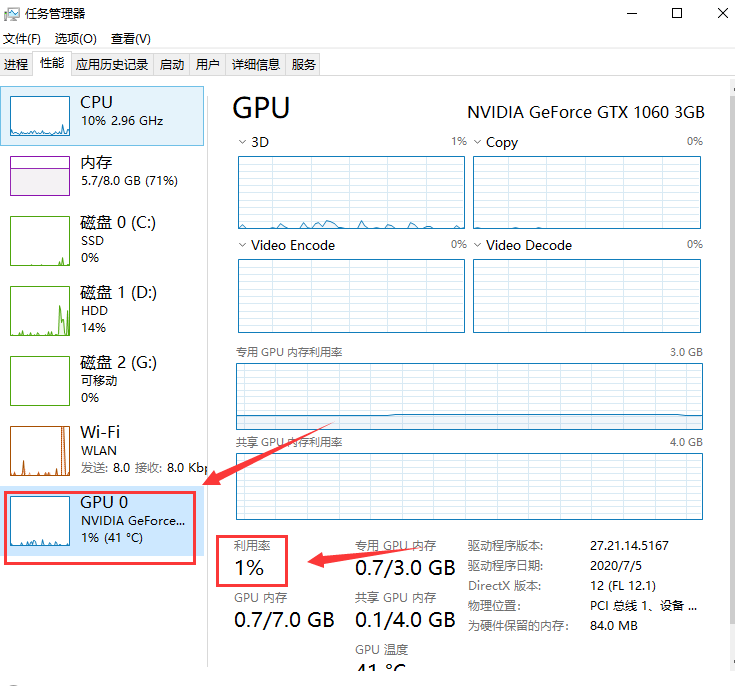 任务管理器
文件(F) 选项(O) 查看(V)
进程 性能 应用历史记录 启动 用户 详细信息 服务
CPU
10% 2.96 GHz
内存
5.7/8.0 GB (71%)
磁盘 0 (C:)
SSD
0%
磁盘 1 (D:)
HDD
14%
磁盘 2 (G:)
可移动
0%
Wi-Fi
WLAN
发送: 8.0 接收: 8.0 Kbp
GPU 0
NVIDIA GeForce...
1% (41 °C)
GPU
NVIDIA GeForce GTX 1060 3GB
3D 1%
Copy 0%
Video Encode 0%
Video Decode 0%
专用 GPU 内存利用率 3.0 GB
共享 GPU 内存利用率 4.0 GB
利用率
1%
专用 GPU 内存
0.7/3.0 GB
GPU 内存
0.7/7.0 GB
共享 GPU 内存
0.1/4.0 GB
GPU 温度
41 °C
驱动程序版本: 27.21.14.5167
驱动程序日期: 2020/7/5
DirectX 版本: 12 (FL 12.1)
物理位置: PCI 总线 1、设备 ...
为硬件保留的内存: 84.0 MB